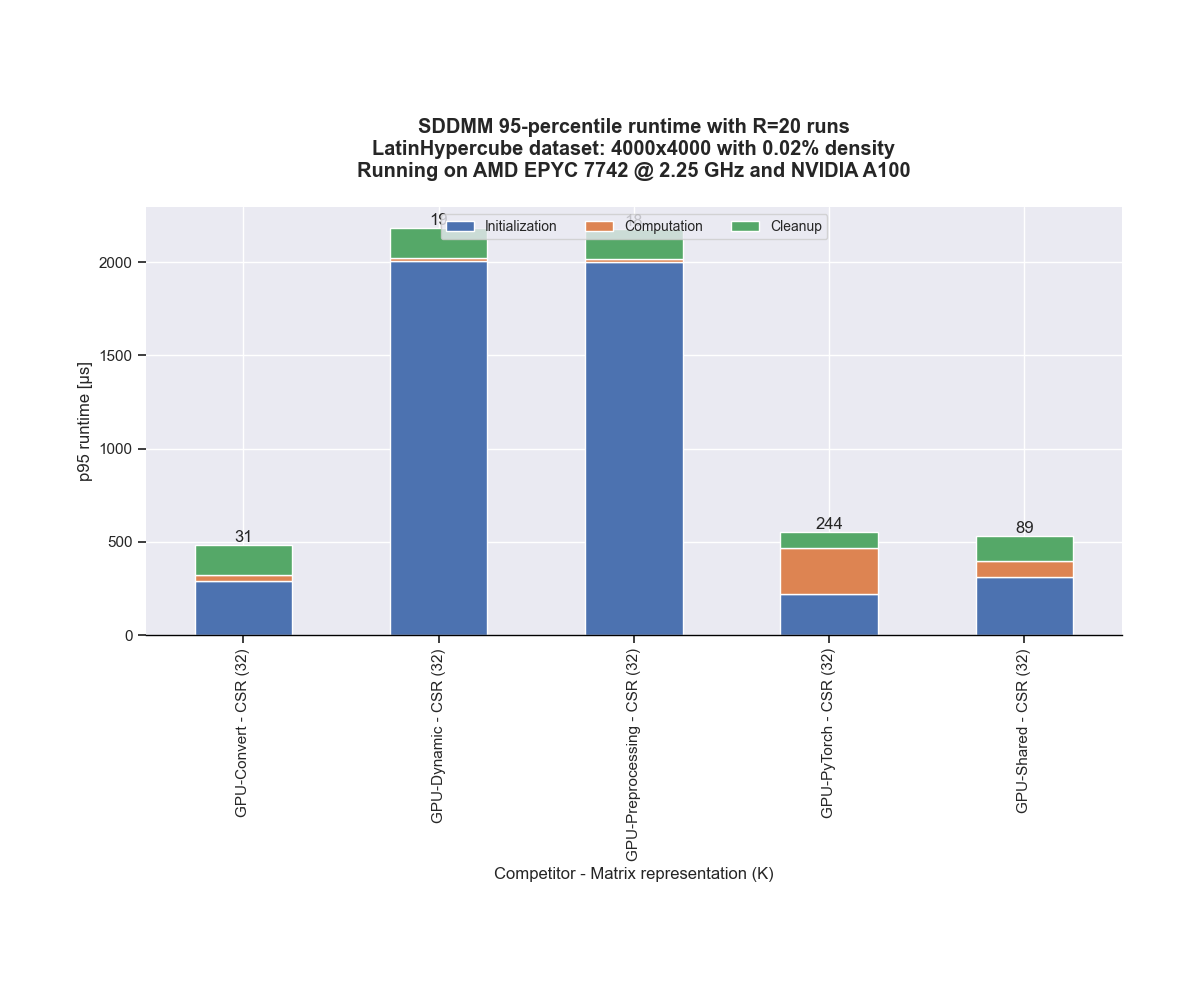 SDDMM 95-percentile runtime with R=20 runs
LatinHypercube dataset: 4000x4000 with 0.02% density
Running on AMD EPYC 7742 @ 2.25 GHz and NVIDIA A100
Initialization
Computation
Cleanup
p95 runtime [μs]
2000
1500
1000
500
0
31
19
18
244
89
GPU-Convert - CSR (32)
GPU-Dynamic - CSR (32)
GPU-Preprocessing - CSR (32)
GPU-PyTorch - CSR (32)
GPU-Shared - CSR (32)
Competitor - Matrix representation (K)